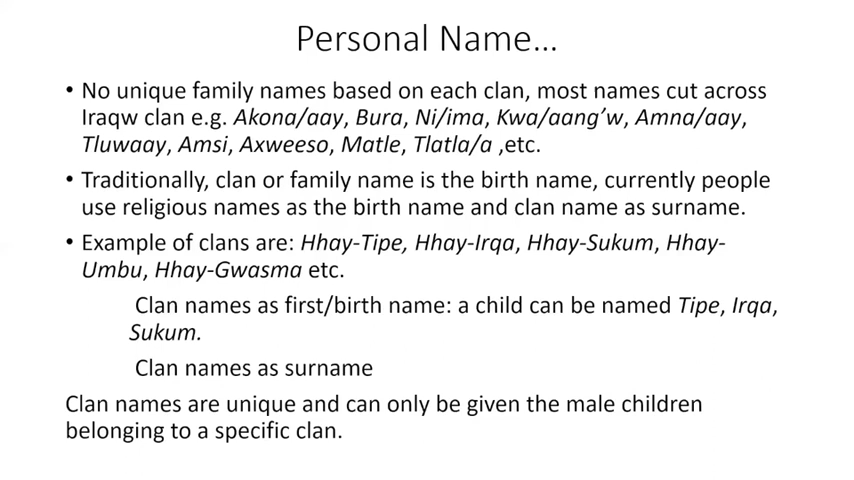 Personal Name…
• No unique family names based on each clan, most names cut across
Iraqw clan e.g. Akona/aay, Bura, Ni/ima, Kwa/aang’w, Amna/aay,
Tluwaay, Amsi, Axweeso, Matle, Tlatla/a ,etc.
• Traditionally, clan or family name is the birth name, currently people
use religious names as the birth name and clan name as surname.
• Example of clans are: Hhay-Tipe, Hhay-Irqa, Hhay-Sukum, Hhay-
Umbu, Hhay-Gwasma etc.
Clan names as first/birth name: a child can be named Tipe, Irqa,
Sukum.
Clan names as surname
Clan names are unique and can only be given the male children
belonging to a specific clan.